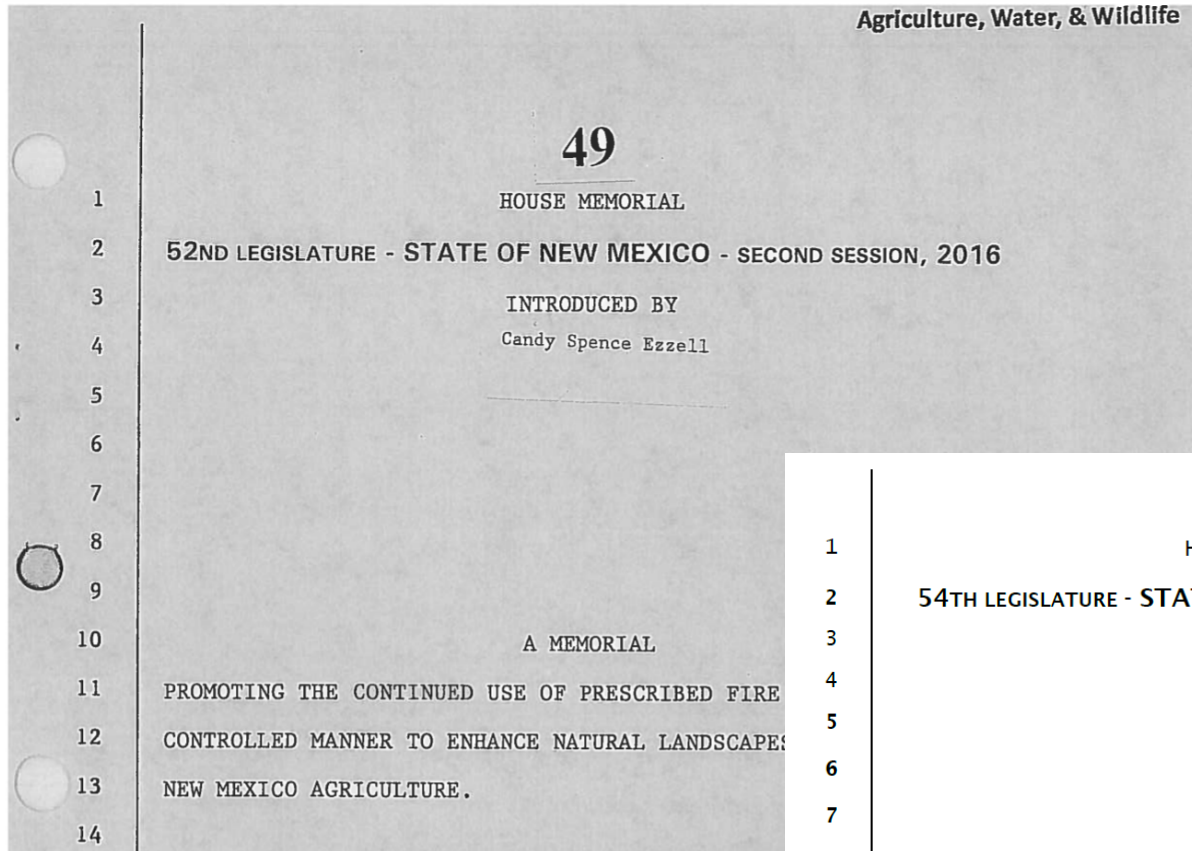 Agriculture, Water, & Wildlife
49
1 HOUSE MEMORIAL
2 52ND LEGISLATURE - STATE OF NEW MEXICO - SECOND SESSION, 2016
3 INTRODUCED BY
4 Candy Spence Ezzell
5
6
7
8
9
10 A MEMORIAL
11 PROMOTING THE CONTINUED USE OF PRESCRIBED FIRE
12 CONTROLLED MANNER TO ENHANCE NATURAL LANDSCAPES
13 NEW MEXICO AGRICULTURE.
14
1 H
2 54TH LEGISLATURE - STAT
3
4
5
6
7